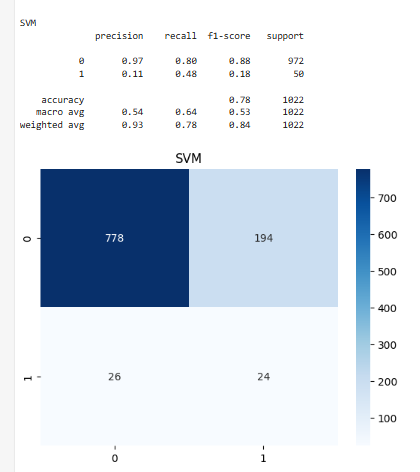 SVM
precision recall f1-score support
0 0.97 0.80 0.88 972
1 0.11 0.48 0.18 50
accuracy 0.78 1022
macro avg 0.54 0.64 0.53 1022
weighted avg 0.93 0.78 0.84 1022
SVM
0
778 194
1
26 24
0 1
700
600
500
400
300
200
100